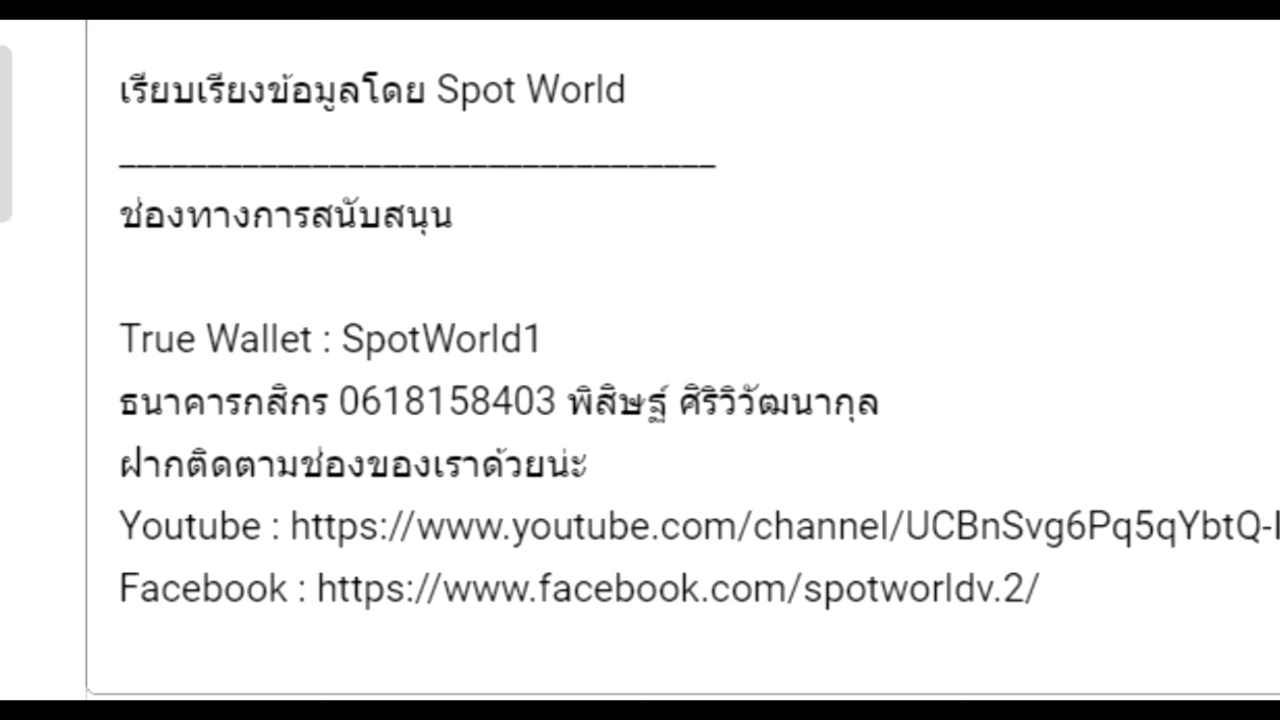 เรียบเรียงข้อมูลโดย Spot World
__________________________________
ช่องทางการสนับสนุน
True Wallet : SpotWorld1
ธนาคารกสิกร 0618158403 พิสิษฐ์ ศิริวิวัฒนากุล
ฝากติดตามช่องของเราด้วยน่ะ
Youtube : https://www.youtube.com/channel/UCBnSvg6Pq5qYbtQ-
Facebook : https://www.facebook.com/spotworldv.2/